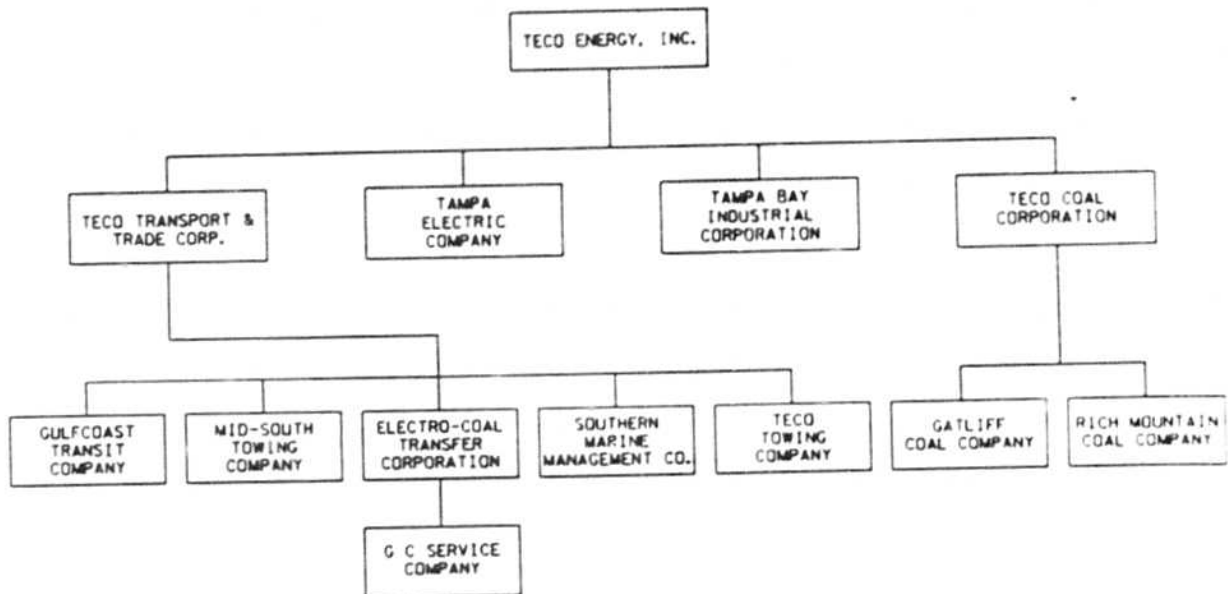 TECO ENERGY, INC.
TECO TRANSPORT &
TRADE CORP.
TAMPA
ELECTRIC
COMPANY
TAMPA BAY
INDUSTRIAL
CORPORATION
TECO COAL
CORPORATION
GULFCOAST
TRANSIT
COMPANY
MID-SOUTH
TOWING
COMPANY
ELECTRO-COAL
TRANSFER
CORPORATION
SOUTHERN
MARINE
MANAGEMENT CO.
TECO
TOWING
COMPANY
GATLIFF
COAL COMPANY
RICH MOUNTAIN
COAL COMPANY
G C SERVICE
COMPANY